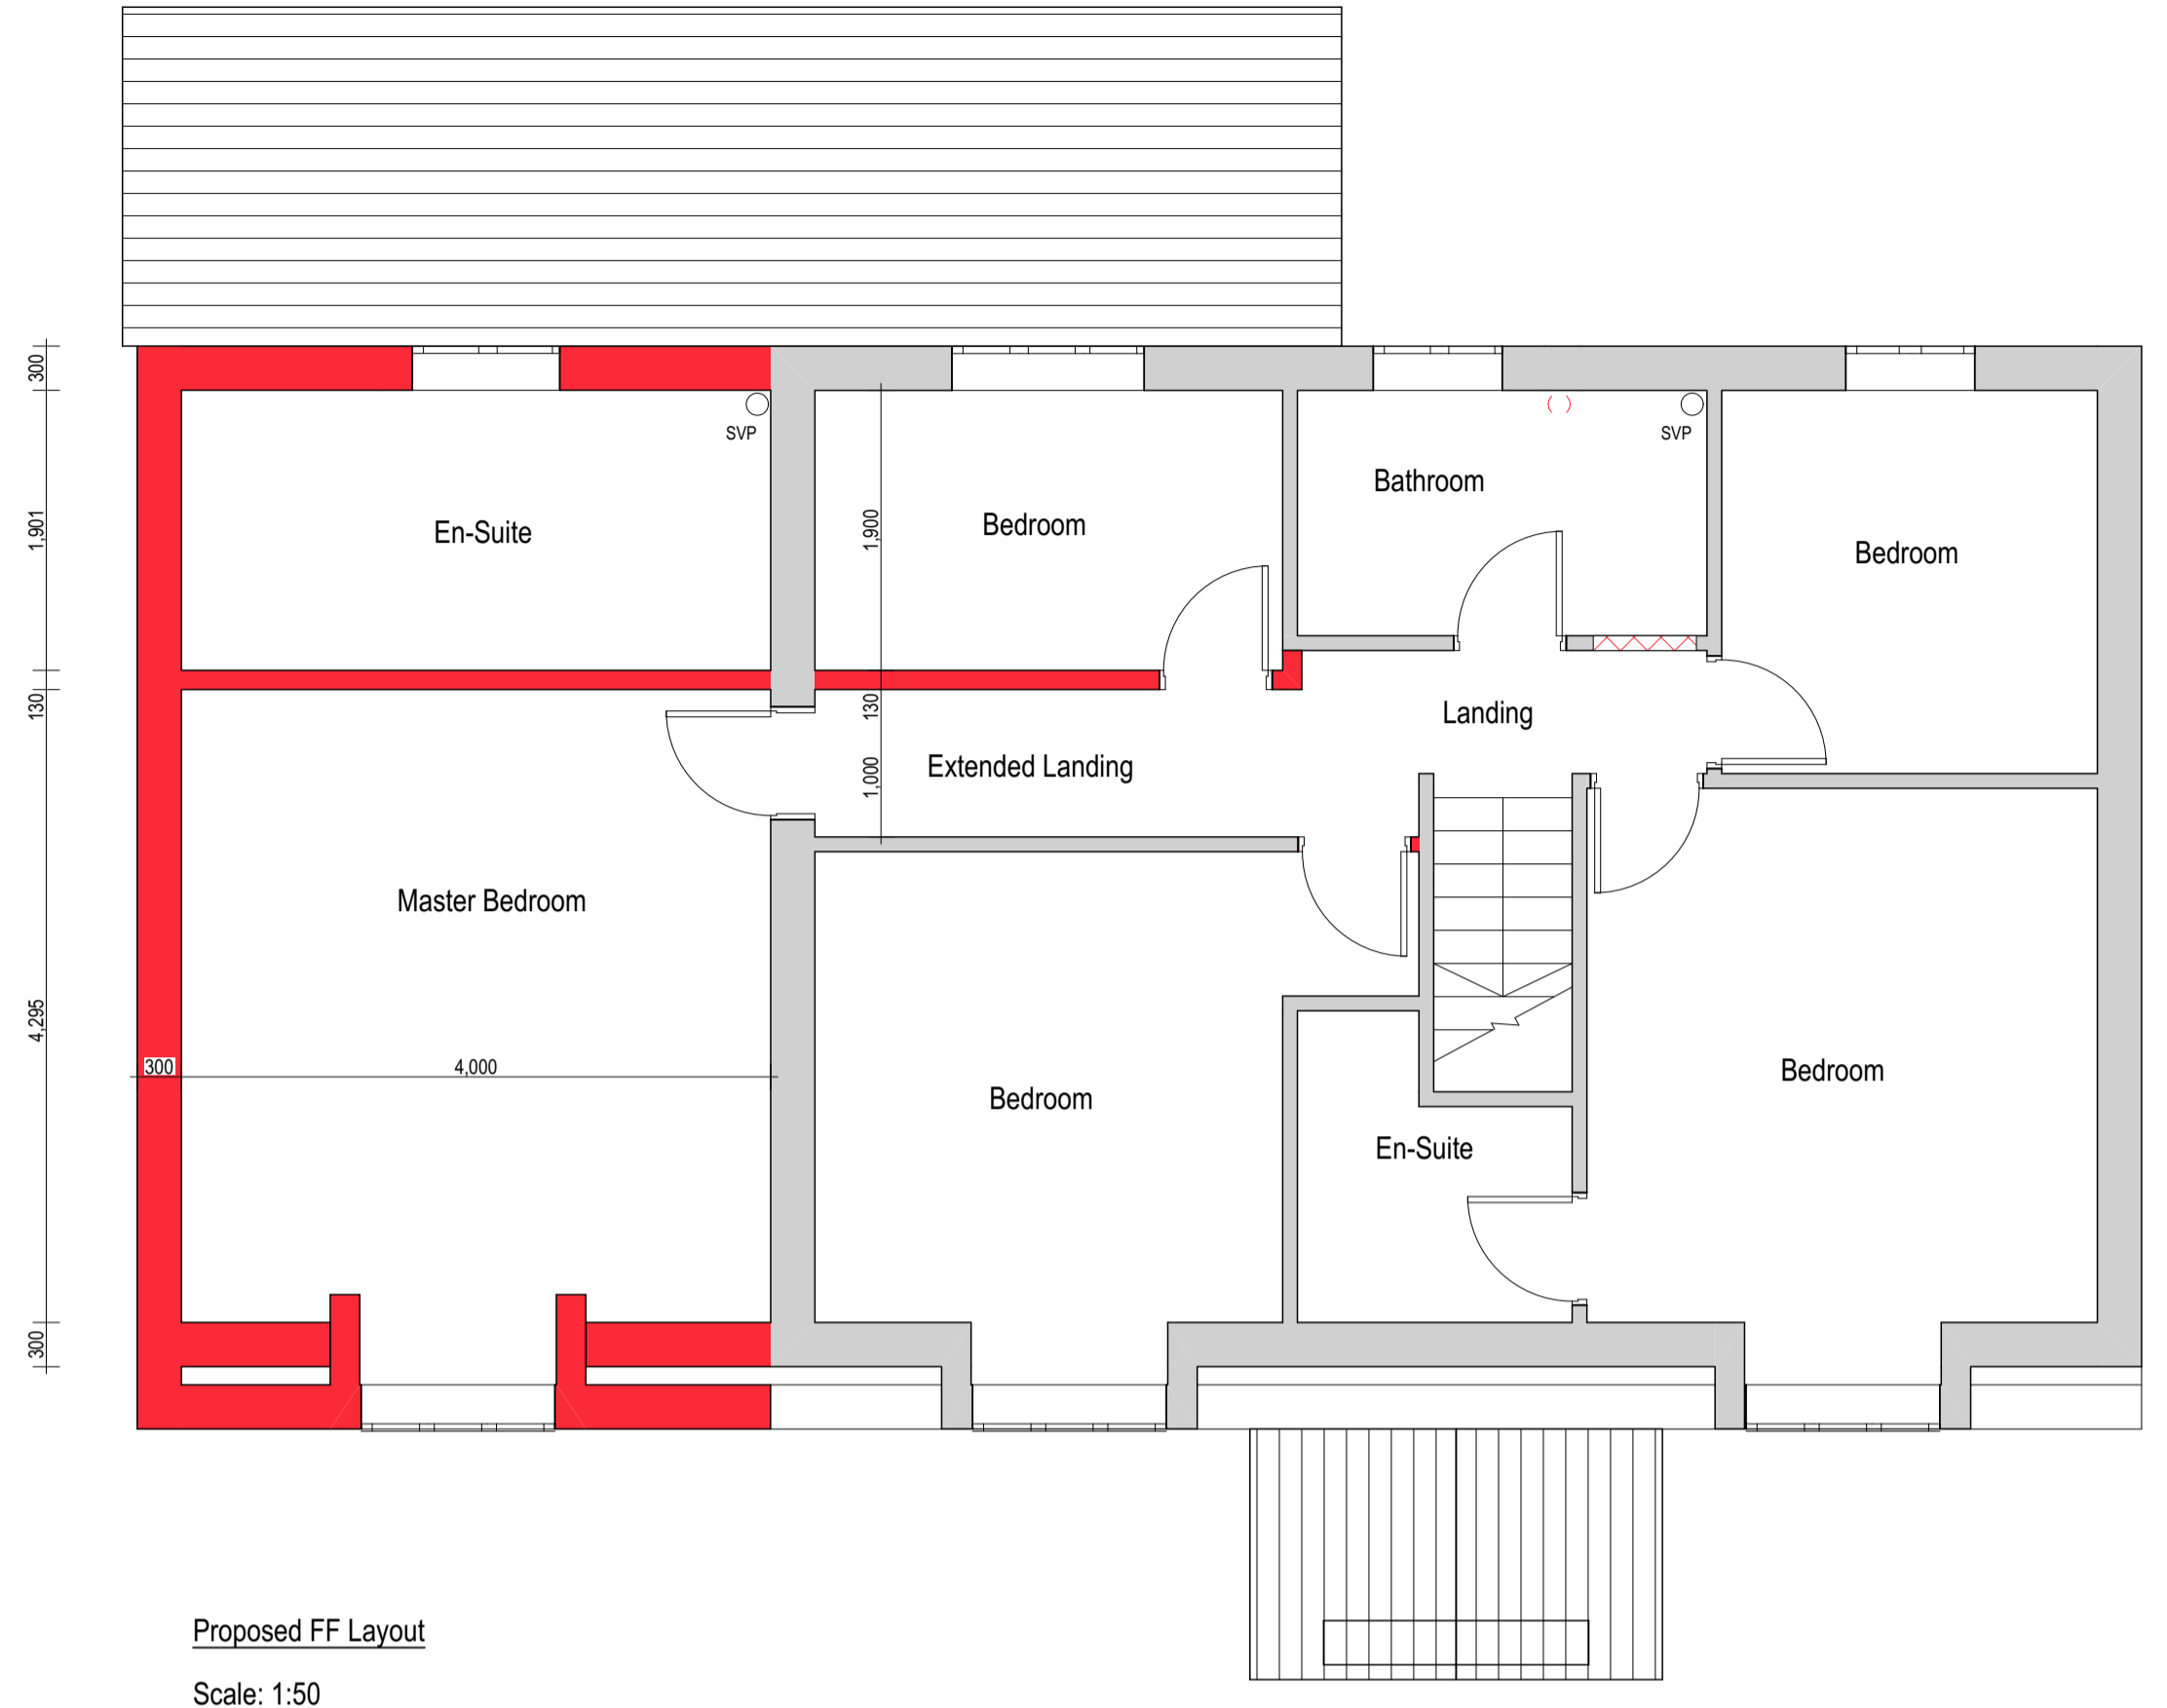 300
SVP
SVP
Bathroom
1,901
En-Suite
1,900
Bedroom
Bedroom
130
130
Landing
Extended Landing
1,000
Master Bedroom
4,295
300
4,000
Bedroom
Bedroom
En-Suite
300
Proposed FF Layout
Scale: 1:50